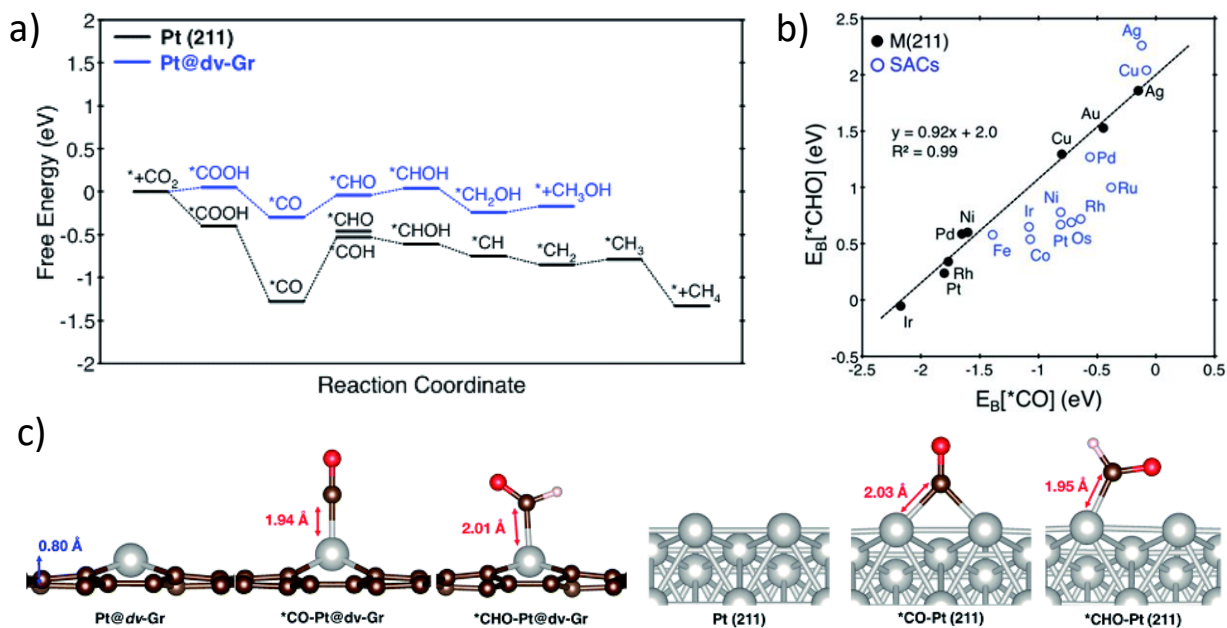 a)
Pt (211)
Pt@dv-Gr
Free Energy (eV)
2
1.5
1
0.5
0
-0.5
-1
-1.5
-2
*+CO₂
*COOH
*CO
*CHO
*CHOH
*CH₂OH
*+CH₃OH
*COOH
*CO
*CHO
*COH
*CHOH
*CH
*CH₂
*CH₃
*+CH₄
Reaction Coordinate
b)
M(211)
SACs
y = 0.92x + 2.0
R² = 0.99
E_B[*CHO] (eV)
2.5
2
1.5
1
0.5
0
0.5
Ag
Cu
Ag
Au
Cu
Pd
Ru
Ni
Ir
Ni
Rh
Pd
Fe
Co
Pt
Os
Rh
Pt
Ir
-2.5
-2
-1.5
-1
-0.5
0
0.5
E_B[*CO] (eV)
c)
0.80 Å
1.94 Å
2.01 Å
2.03 Å
1.95 Å
Pt@dv-Gr
*CO-Pt@dv-Gr
*CHO-Pt@dv-Gr
Pt (211)
*CO-Pt (211)
*CHO-Pt (211)